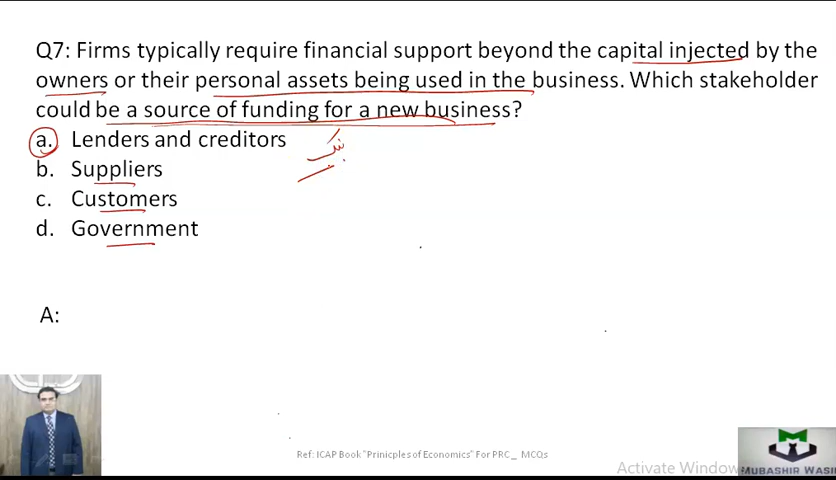 Q7: Firms typically require financial support beyond the capital injected by the
owners or their personal assets being used in the business. Which stakeholder
could be a source of funding for a new business?
a. Lenders and creditors
b. Suppliers
c. Customers
d. Government
A:
Ref: ICAP Book "Prinicples of Economics" For PRC_ MCQs
Activate Window
MUBASHIR WASI